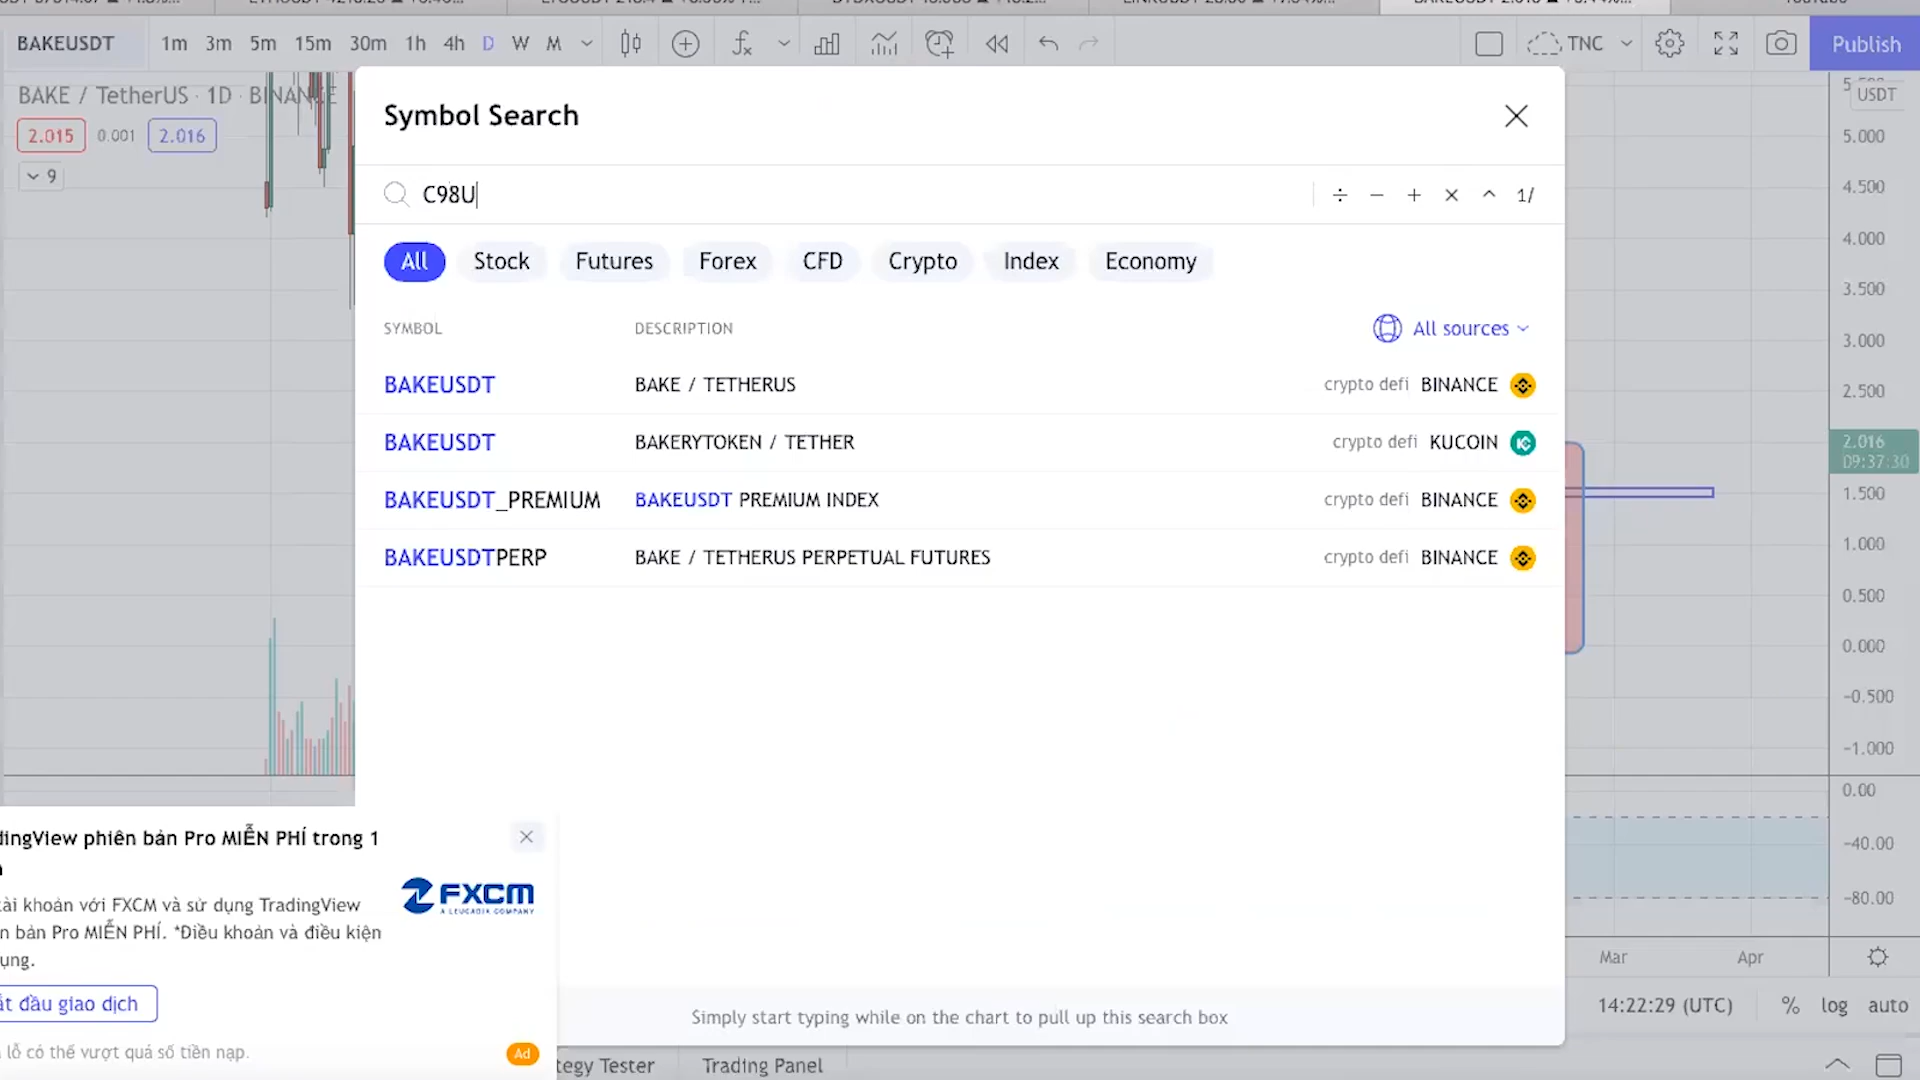 BAKEUSDT 1m 3m 5m 15m 30m 1h 4h D W M TNC Publish
BAKE / TetherUS · 1D · BINANCE
USDT
2.015 0.001 2.016
9
Symbol Search
C98U
÷ − + × ^ 1/
All Stock Futures Forex CFD Crypto Index Economy
SYMBOL DESCRIPTION All sources
BAKEUSDT BAKE / TETHERUS crypto defi BINANCE
BAKEUSDT BAKERYTOKEN / TETHER crypto defi KUCOIN
BAKEUSDT_PREMIUM BAKEUSDT PREMIUM INDEX crypto defi BINANCE
BAKEUSDTPERP BAKE / TETHERUS PERPETUAL FUTURES crypto defi BINANCE
Simply start typing while on the chart to pull up this search box
5.000
4.500
4.000
3.500
3.000
2.500
2.016
09:37:30
1.500
1.000
0.500
0.000
-0.500
-1.000
0.00
-40.00
-80.00
Mar Apr
14:22:29 (UTC) % log auto
dingView phiên bản Pro MIỄN PHÍ trong 1
FXCM
A LEUCADIA COMPANY
tài khoản với FXCM và sử dụng TradingView
n bản Pro MIỄN PHÍ. *Điều khoản và điều kiện
ụng.
ắt đầu giao dịch
lỗ có thể vượt quá số tiền nạp.
Ad
tegy Tester Trading Panel